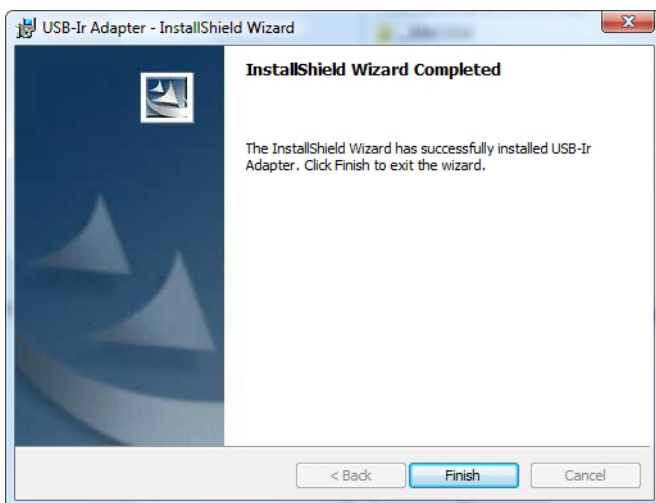 USB-Ir Adapter - InstallShield Wizard
InstallShield Wizard Completed
The InstallShield Wizard has successfully installed USB-Ir
Adapter. Click Finish to exit the wizard.
< Back
Finish
Cancel